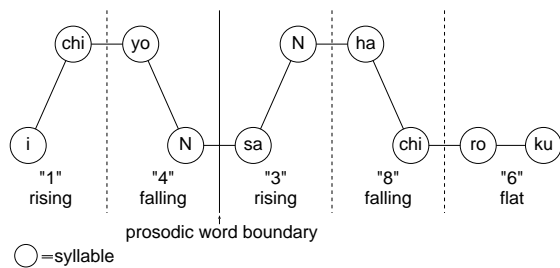 chi yo N ha
i N sa chi ro ku
"1" "4" "3" "8" "6"
rising falling rising falling flat
prosodic word boundary
=syllable